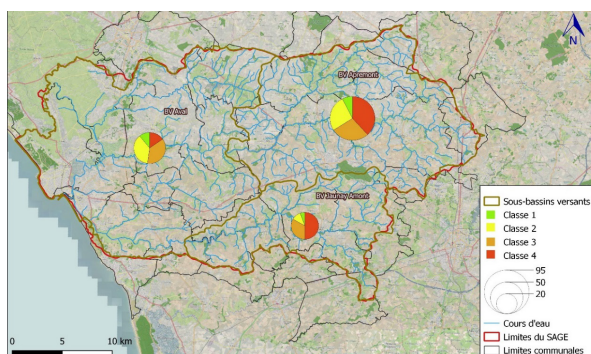 N
BV Apremont
BV Aval
BV Jaunay Amont
Sous-bassins versants
Classe 1
Classe 2
Classe 3
Classe 4
95
50
20
Cours d'eau
Limites du SAGE
Limites communales
0 5 10 km